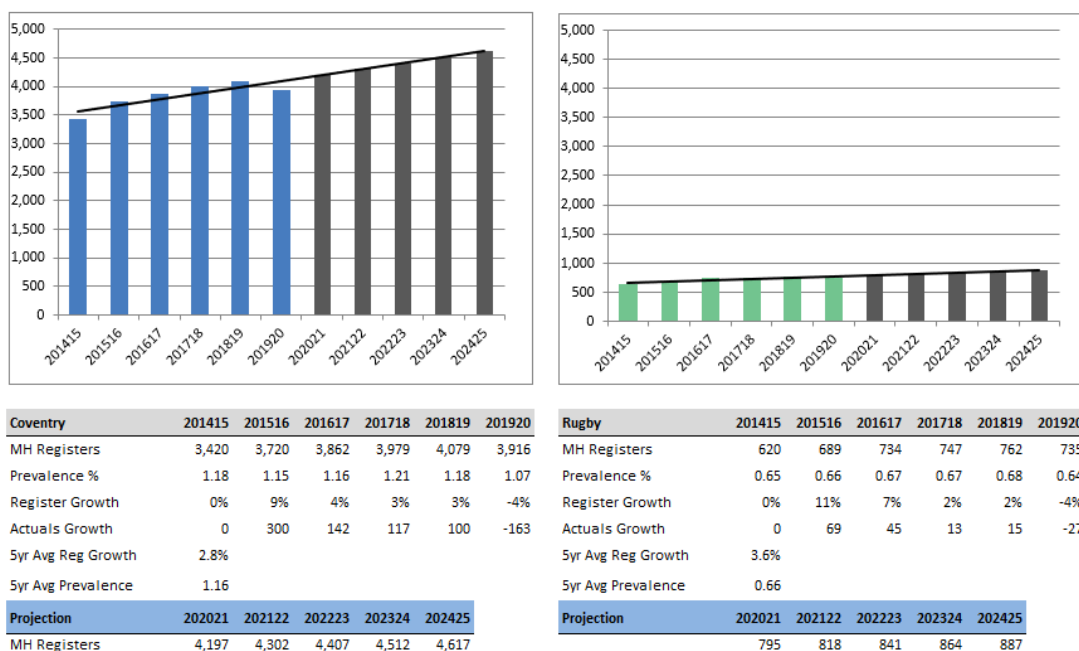 5,000
4,500
4,000
3,500
3,000
2,500
2,000
1,500
1,000
500
0
201415 201516 201617 201718 201819 201920 202021 202122 202223 202324 202425
5,000
4,500
4,000
3,500
3,000
2,500
2,000
1,500
1,000
500
0
201415 201516 201617 201718 201819 201920 202021 202122 202223 202324 202425
Coventry 201415 201516 201617 201718 201819 201920
MH Registers 3,420 3,720 3,862 3,979 4,079 3,916
Prevalence % 1.18 1.15 1.16 1.21 1.18 1.07
Register Growth 0% 9% 4% 3% 3% -4%
Actuals Growth 0 300 142 117 100 -163
5yr Avg Reg Growth 2.8%
5yr Avg Prevalence 1.16
Projection 202021 202122 202223 202324 202425
MH Registers 4,197 4,302 4,407 4,512 4,617
Rugby 201415 201516 201617 201718 201819 201920
MH Registers 620 689 734 747 762 735
Prevalence % 0.65 0.66 0.67 0.67 0.68 0.64
Register Growth 0% 11% 7% 2% 2% -4%
Actuals Growth 0 69 45 13 15 -27
5yr Avg Reg Growth 3.6%
5yr Avg Prevalence 0.66
Projection 202021 202122 202223 202324 202425
795 818 841 864 887